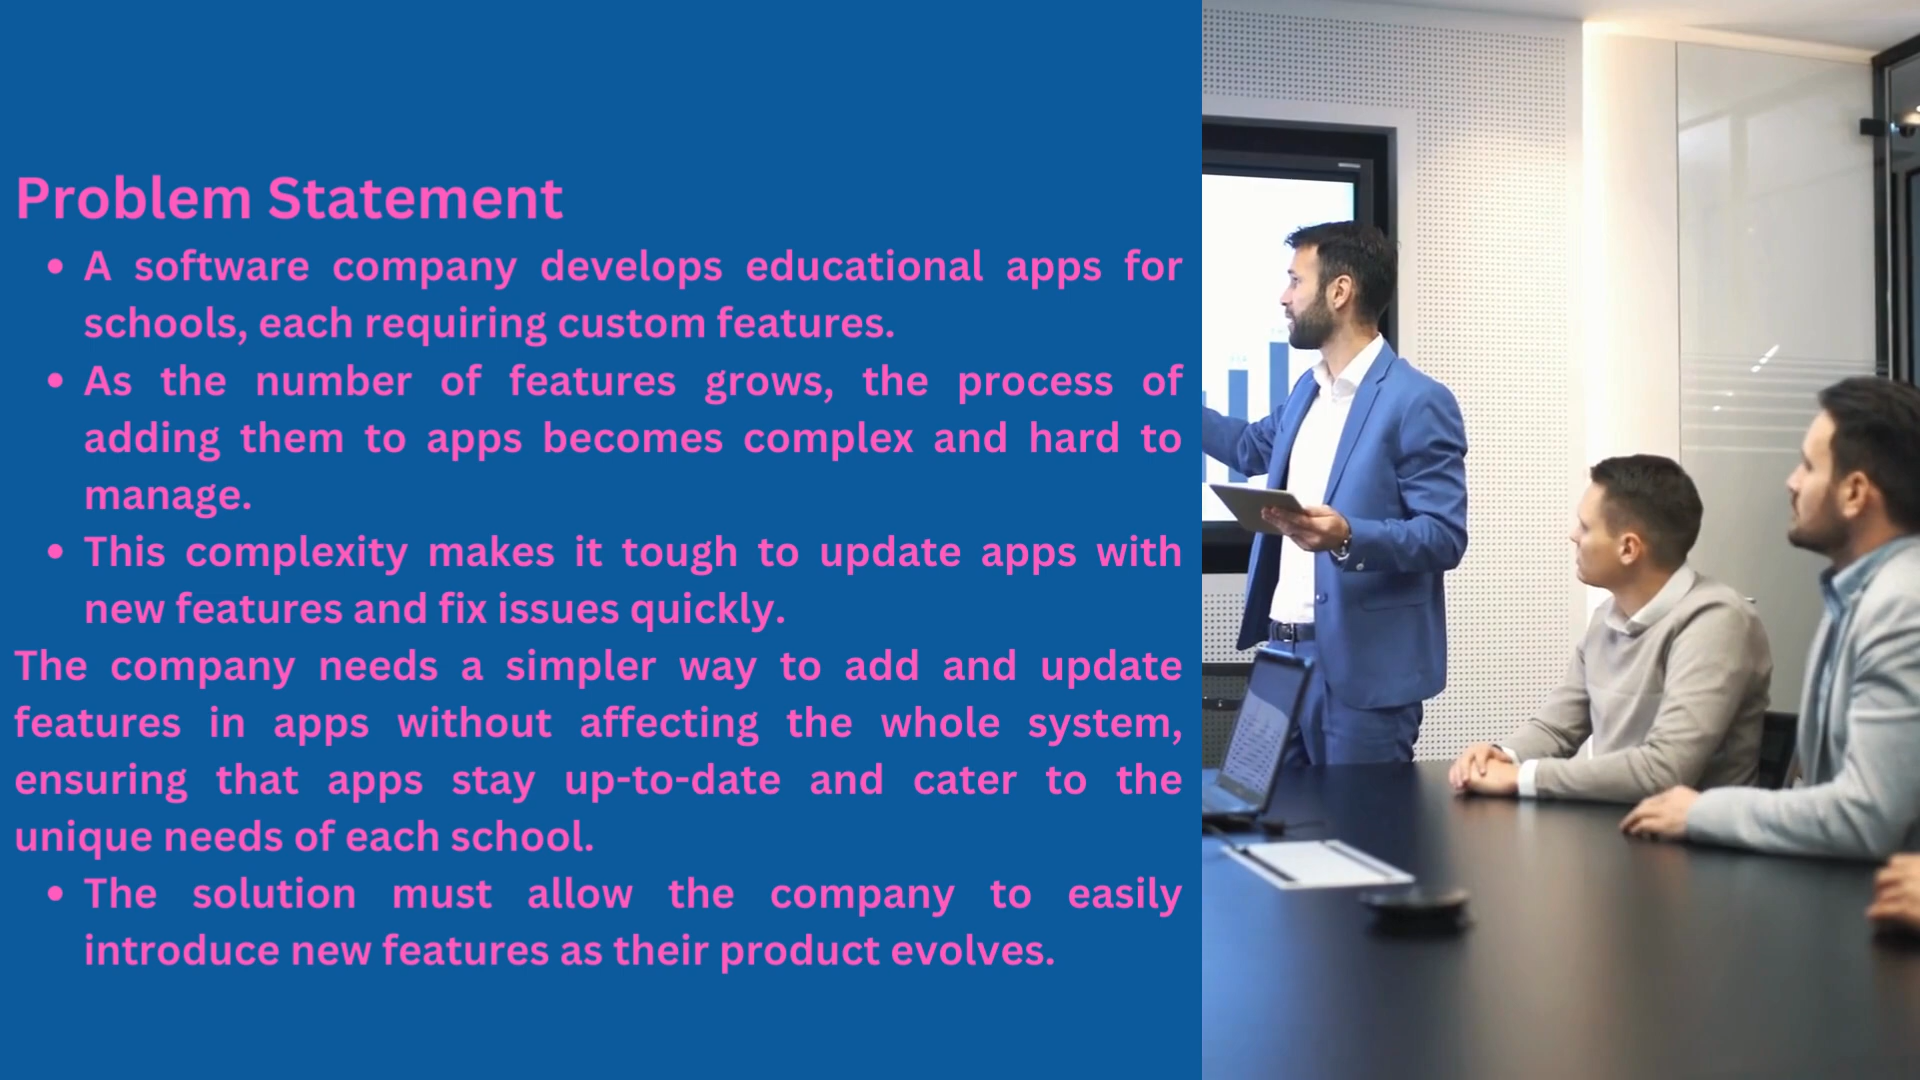 Problem Statement
• A software company develops educational apps for
schools, each requiring custom features.
• As the number of features grows, the process of
adding them to apps becomes complex and hard to
manage.
• This complexity makes it tough to update apps with
new features and fix issues quickly.
The company needs a simpler way to add and update
features in apps without affecting the whole system,
ensuring that apps stay up-to-date and cater to the
unique needs of each school.
• The solution must allow the company to easily
introduce new features as their product evolves.